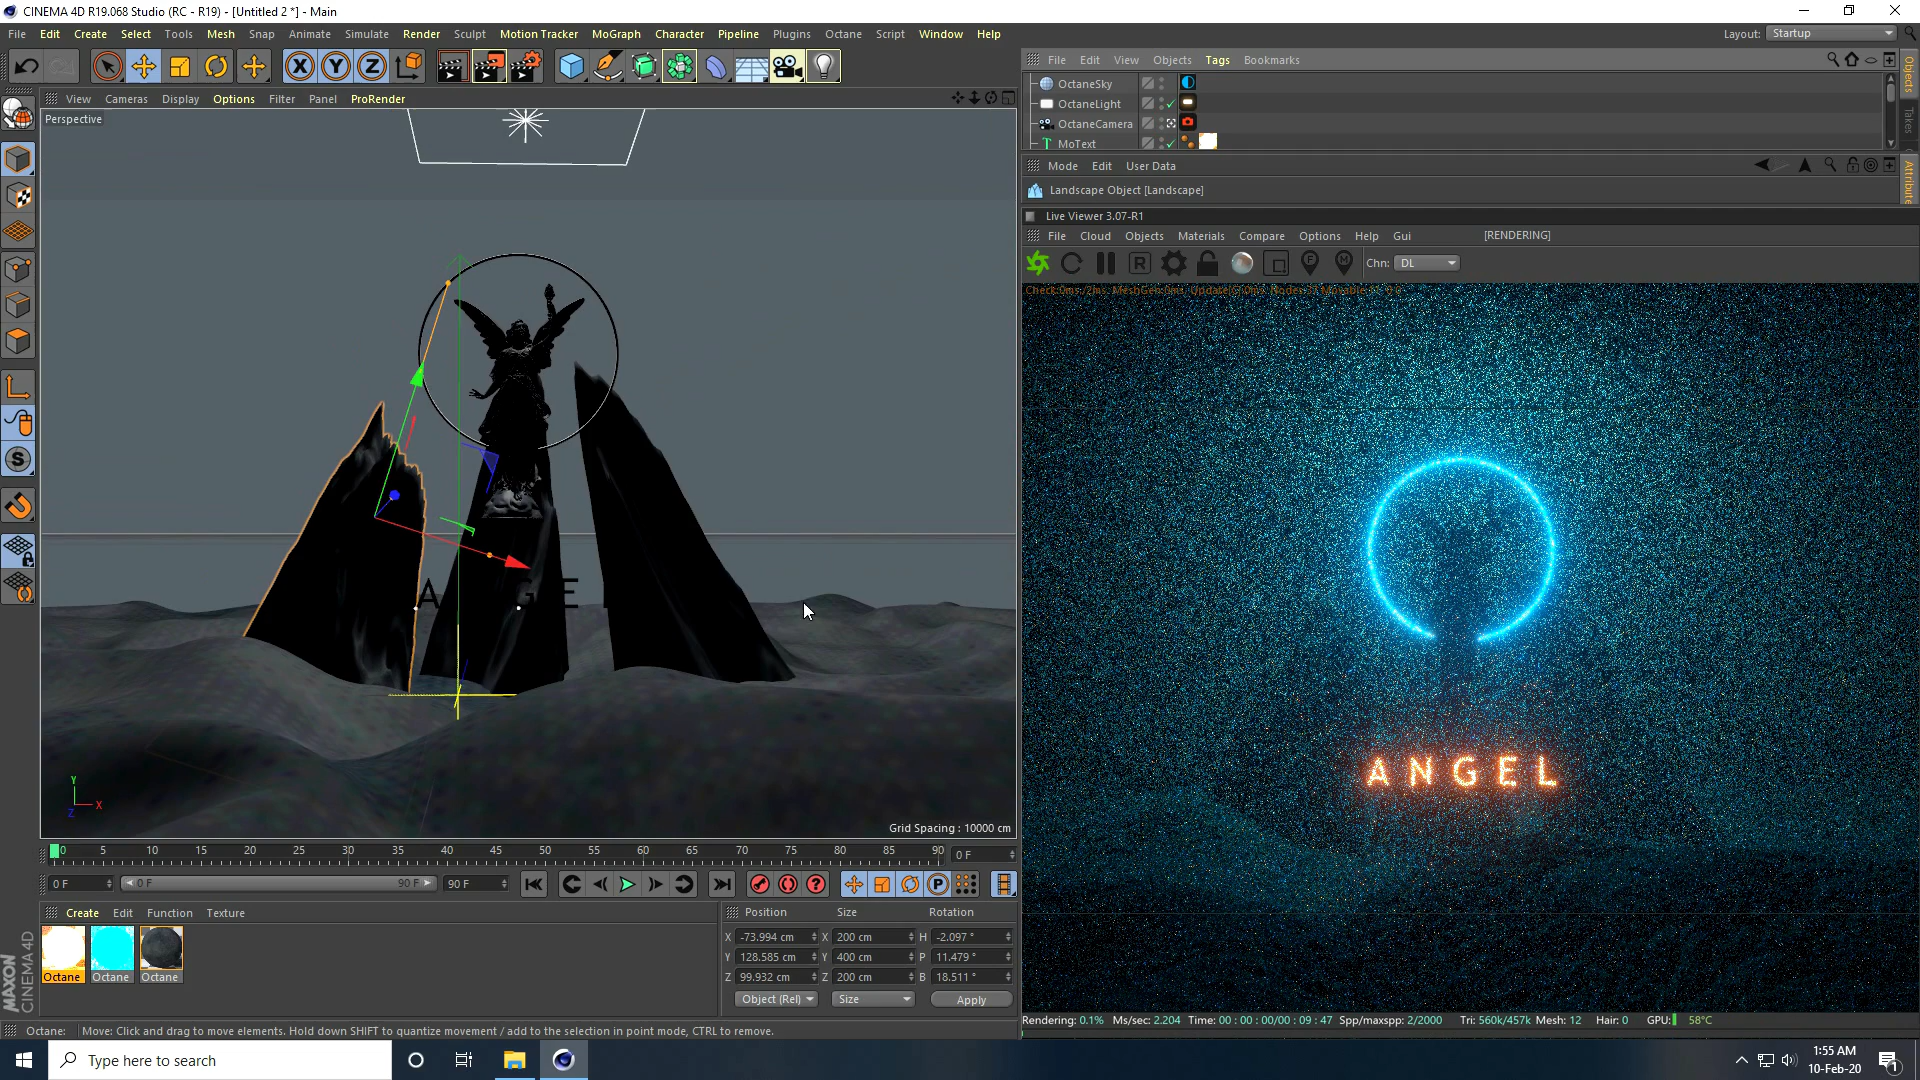 CINEMA 4D R19.068 Studio (RC - R19) - [Untitled 2 *] - Main
File Edit Create Select Tools Mesh Snap Animate Simulate Render Sculpt Motion Tracker MoGraph Character Pipeline Plugins Octane Script Window Help
Layout: Startup
File Edit View Objects Tags Bookmarks
OctaneSky
OctaneLight
OctaneCamera
MoText
Objects
Takes
Mode Edit User Data
Landscape Object [Landscape]
Live Viewer 3.07-R1
File Cloud Objects Materials Compare Options Help Gui [RENDERING]
Chn: DL
View Cameras Display Options Filter Panel ProRender
Perspective
A G E
ANGEL
Y
X
Z
Grid Spacing : 10000 cm
0 5 10 15 20 25 30 35 40 45 50 55 60 65 70 75 80 85 90 0 F
0 F 0 F 90 F 90 F
Create Edit Function Texture
Octane Octane Octane
Position Size Rotation
X -73.994 cm X 200 cm H -2.097 °
Y 128.585 cm Y 400 cm P 11.479 °
Z 99.932 cm Z 200 cm B 18.511 °
Object (Rel) Size Apply
MAXON CINEMA 4D
Octane: Move: Click and drag to move elements. Hold down SHIFT to quantize movement / add to the selection in point mode, CTRL to remove.
Rendering: 0.1% Ms/sec: 2.204 Time: 00 : 00 : 00/00 : 09 : 47 Spp/maxspp: 2/2000 Tri: 560k/457k Mesh: 12 Hair: 0 GPU: 58°C
Type here to search
1:55 AM
10-Feb-20
1